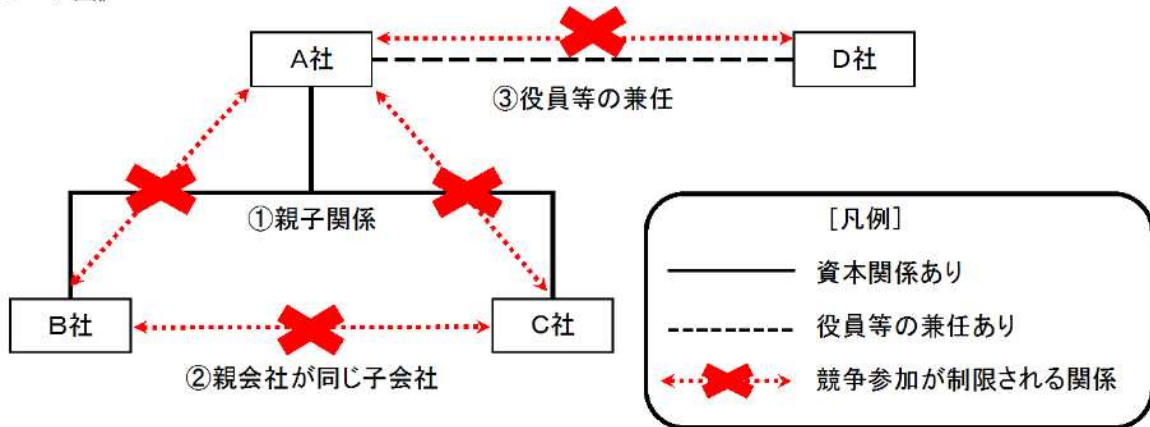 A社
D社
③役員等の兼任
①親子関係
B社
C社
②親会社が同じ子会社
[凡例]
資本関係あり
役員等の兼任あり
競争参加が制限される関係